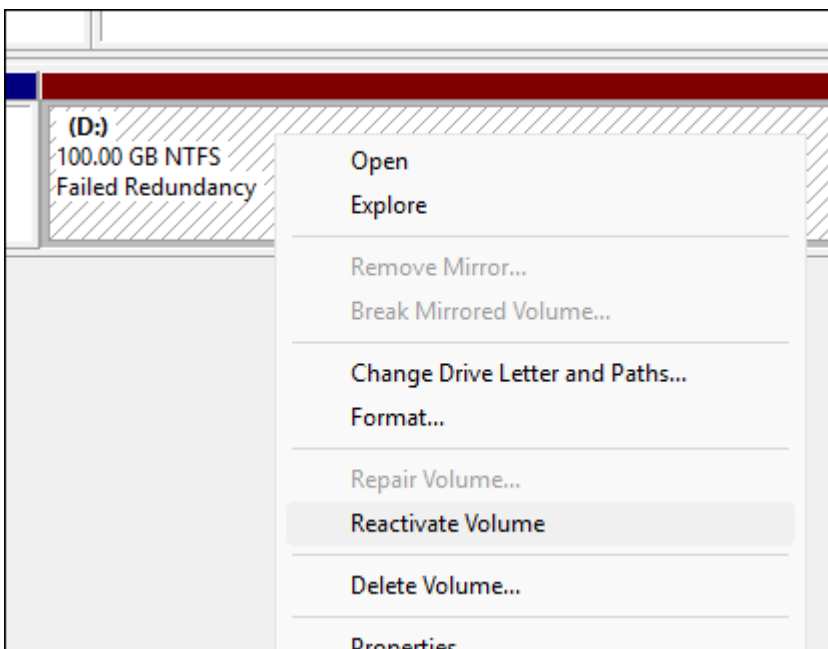 (D:)
100.00 GB NTFS
Failed Redundancy
Open
Explore
Remove Mirror...
Break Mirrored Volume...
Change Drive Letter and Paths...
Format...
Repair Volume...
Reactivate Volume
Delete Volume...
Properties